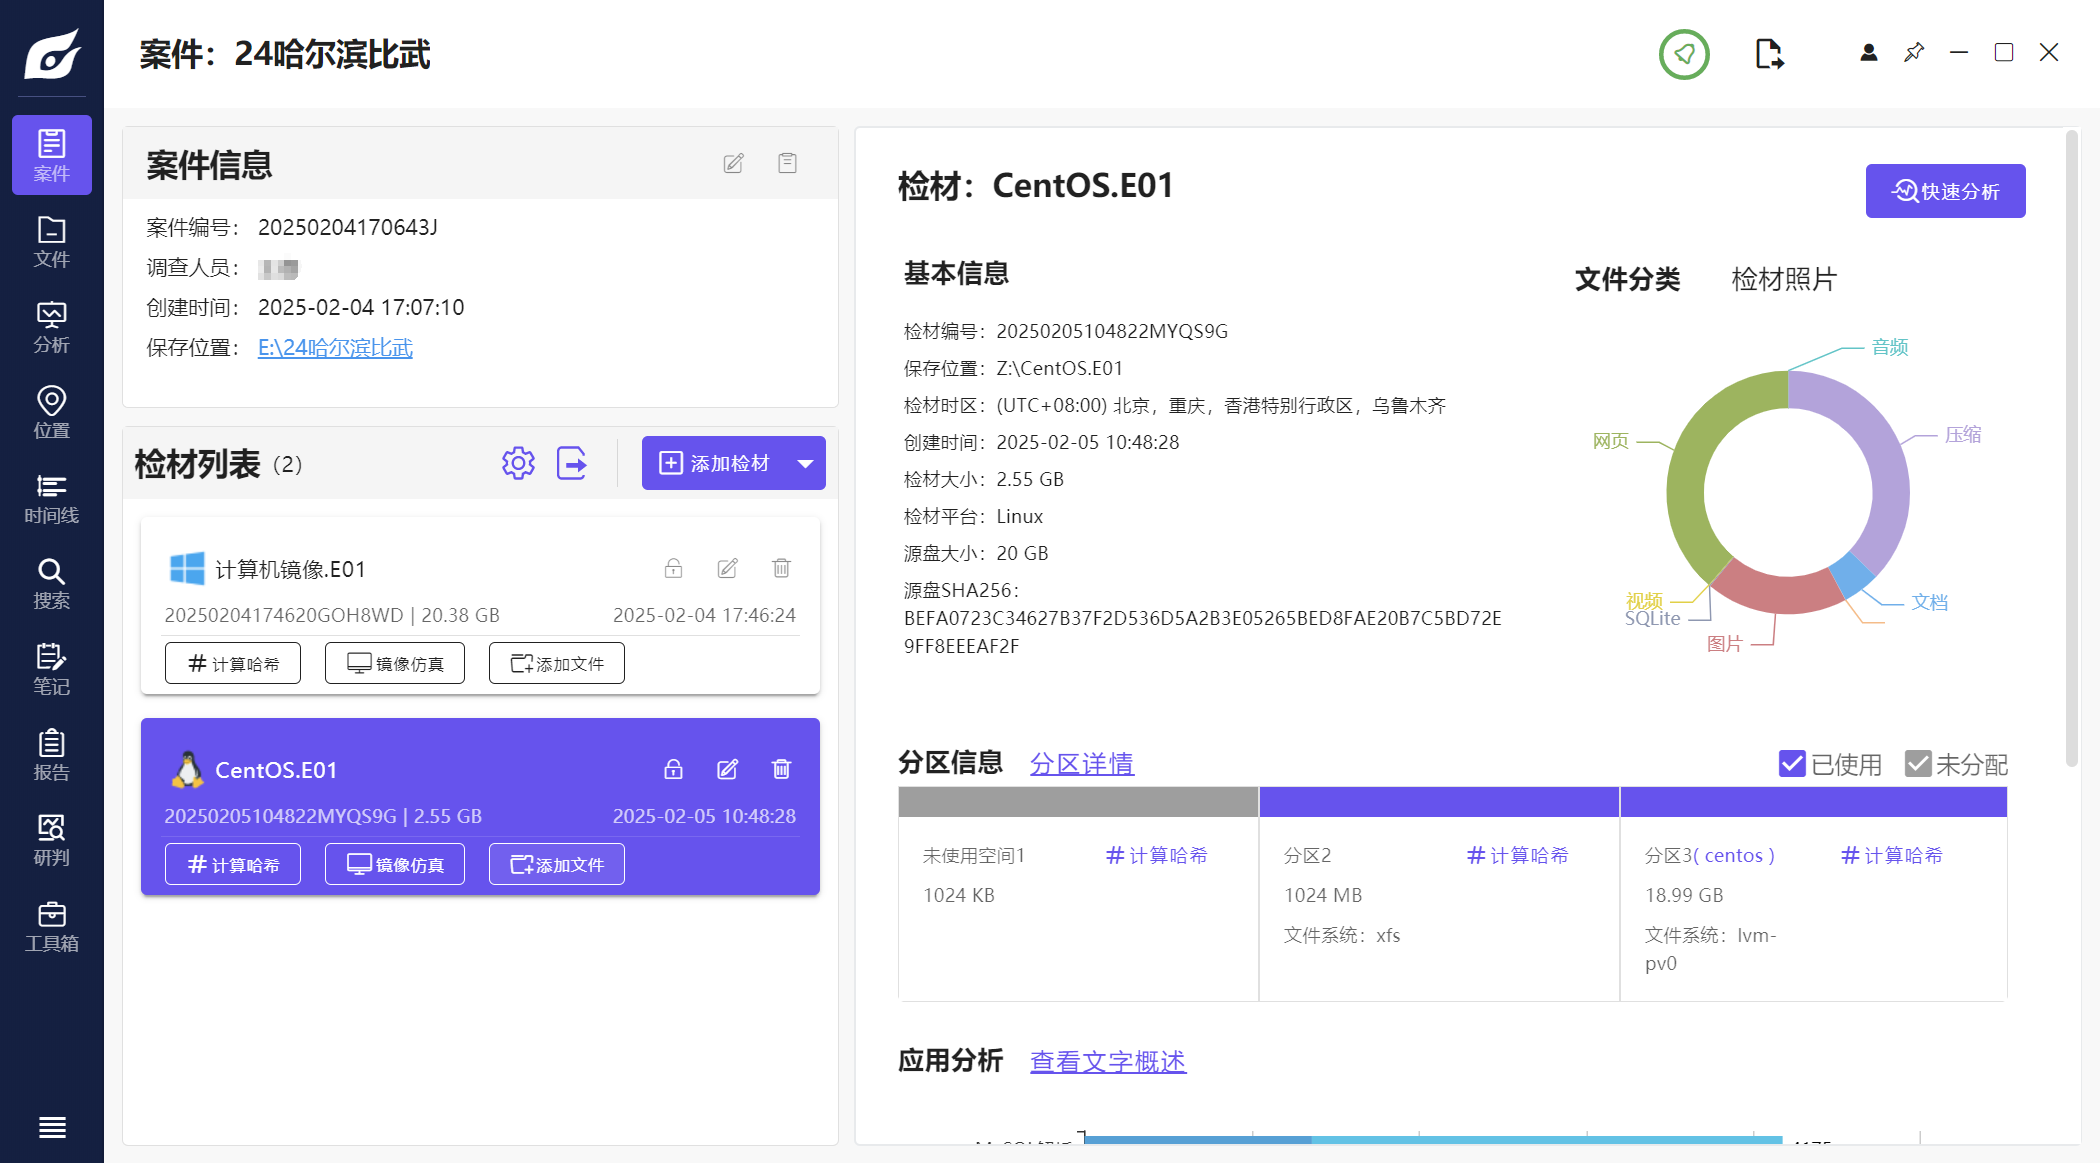 案件：24哈尔滨比武
案件
文件
分析
位置
时间线
搜索
笔记
报告
研判
工具箱
案件信息
案件编号： 20250204170643J
调查人员：
创建时间： 2025-02-04 17:07:10
保存位置： E:\24哈尔滨比武
检材列表 (2)
添加检材
计算机镜像.E01
20250204174620GOH8WD | 20.38 GB 2025-02-04 17:46:24
计算哈希 镜像仿真 添加文件
CentOS.E01
20250205104822MYQS9G | 2.55 GB 2025-02-05 10:48:28
计算哈希 镜像仿真 添加文件
检材：CentOS.E01
快速分析
基本信息
检材编号：20250205104822MYQS9G
保存位置：Z:\CentOS.E01
检材时区：(UTC+08:00) 北京，重庆，香港特别行政区，乌鲁木齐
创建时间：2025-02-05 10:48:28
检材大小：2.55 GB
检材平台：Linux
源盘大小：20 GB
源盘SHA256：
BEFA0723C34627B37F2D536D5A2B3E05265BED8FAE20B7C5BD72E
9FF8EEEAF2F
文件分类 检材照片
音频
压缩
网页
视频
文档
SQLite
图片
分区信息 分区详情
已使用 未分配
未使用空间1 计算哈希
1024 KB
分区2 计算哈希
1024 MB
文件系统：xfs
分区3( centos ) 计算哈希
18.99 GB
文件系统：lvm-
pv0
应用分析 查看文字概述